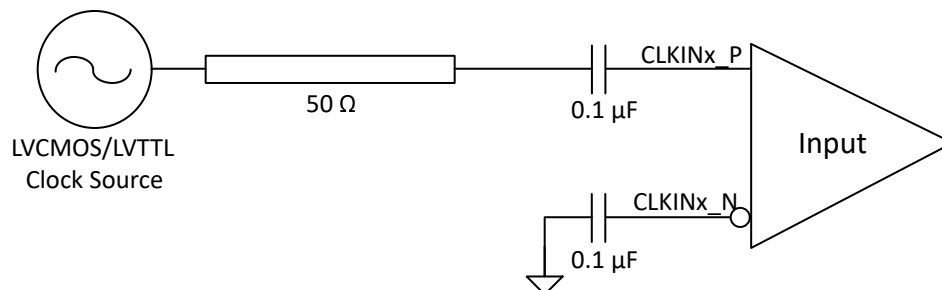 CLKINx_P
50 Ω
0.1 µF
LVCMOS/LVTTL
Clock Source
Input
CLKINx_N
0.1 µF